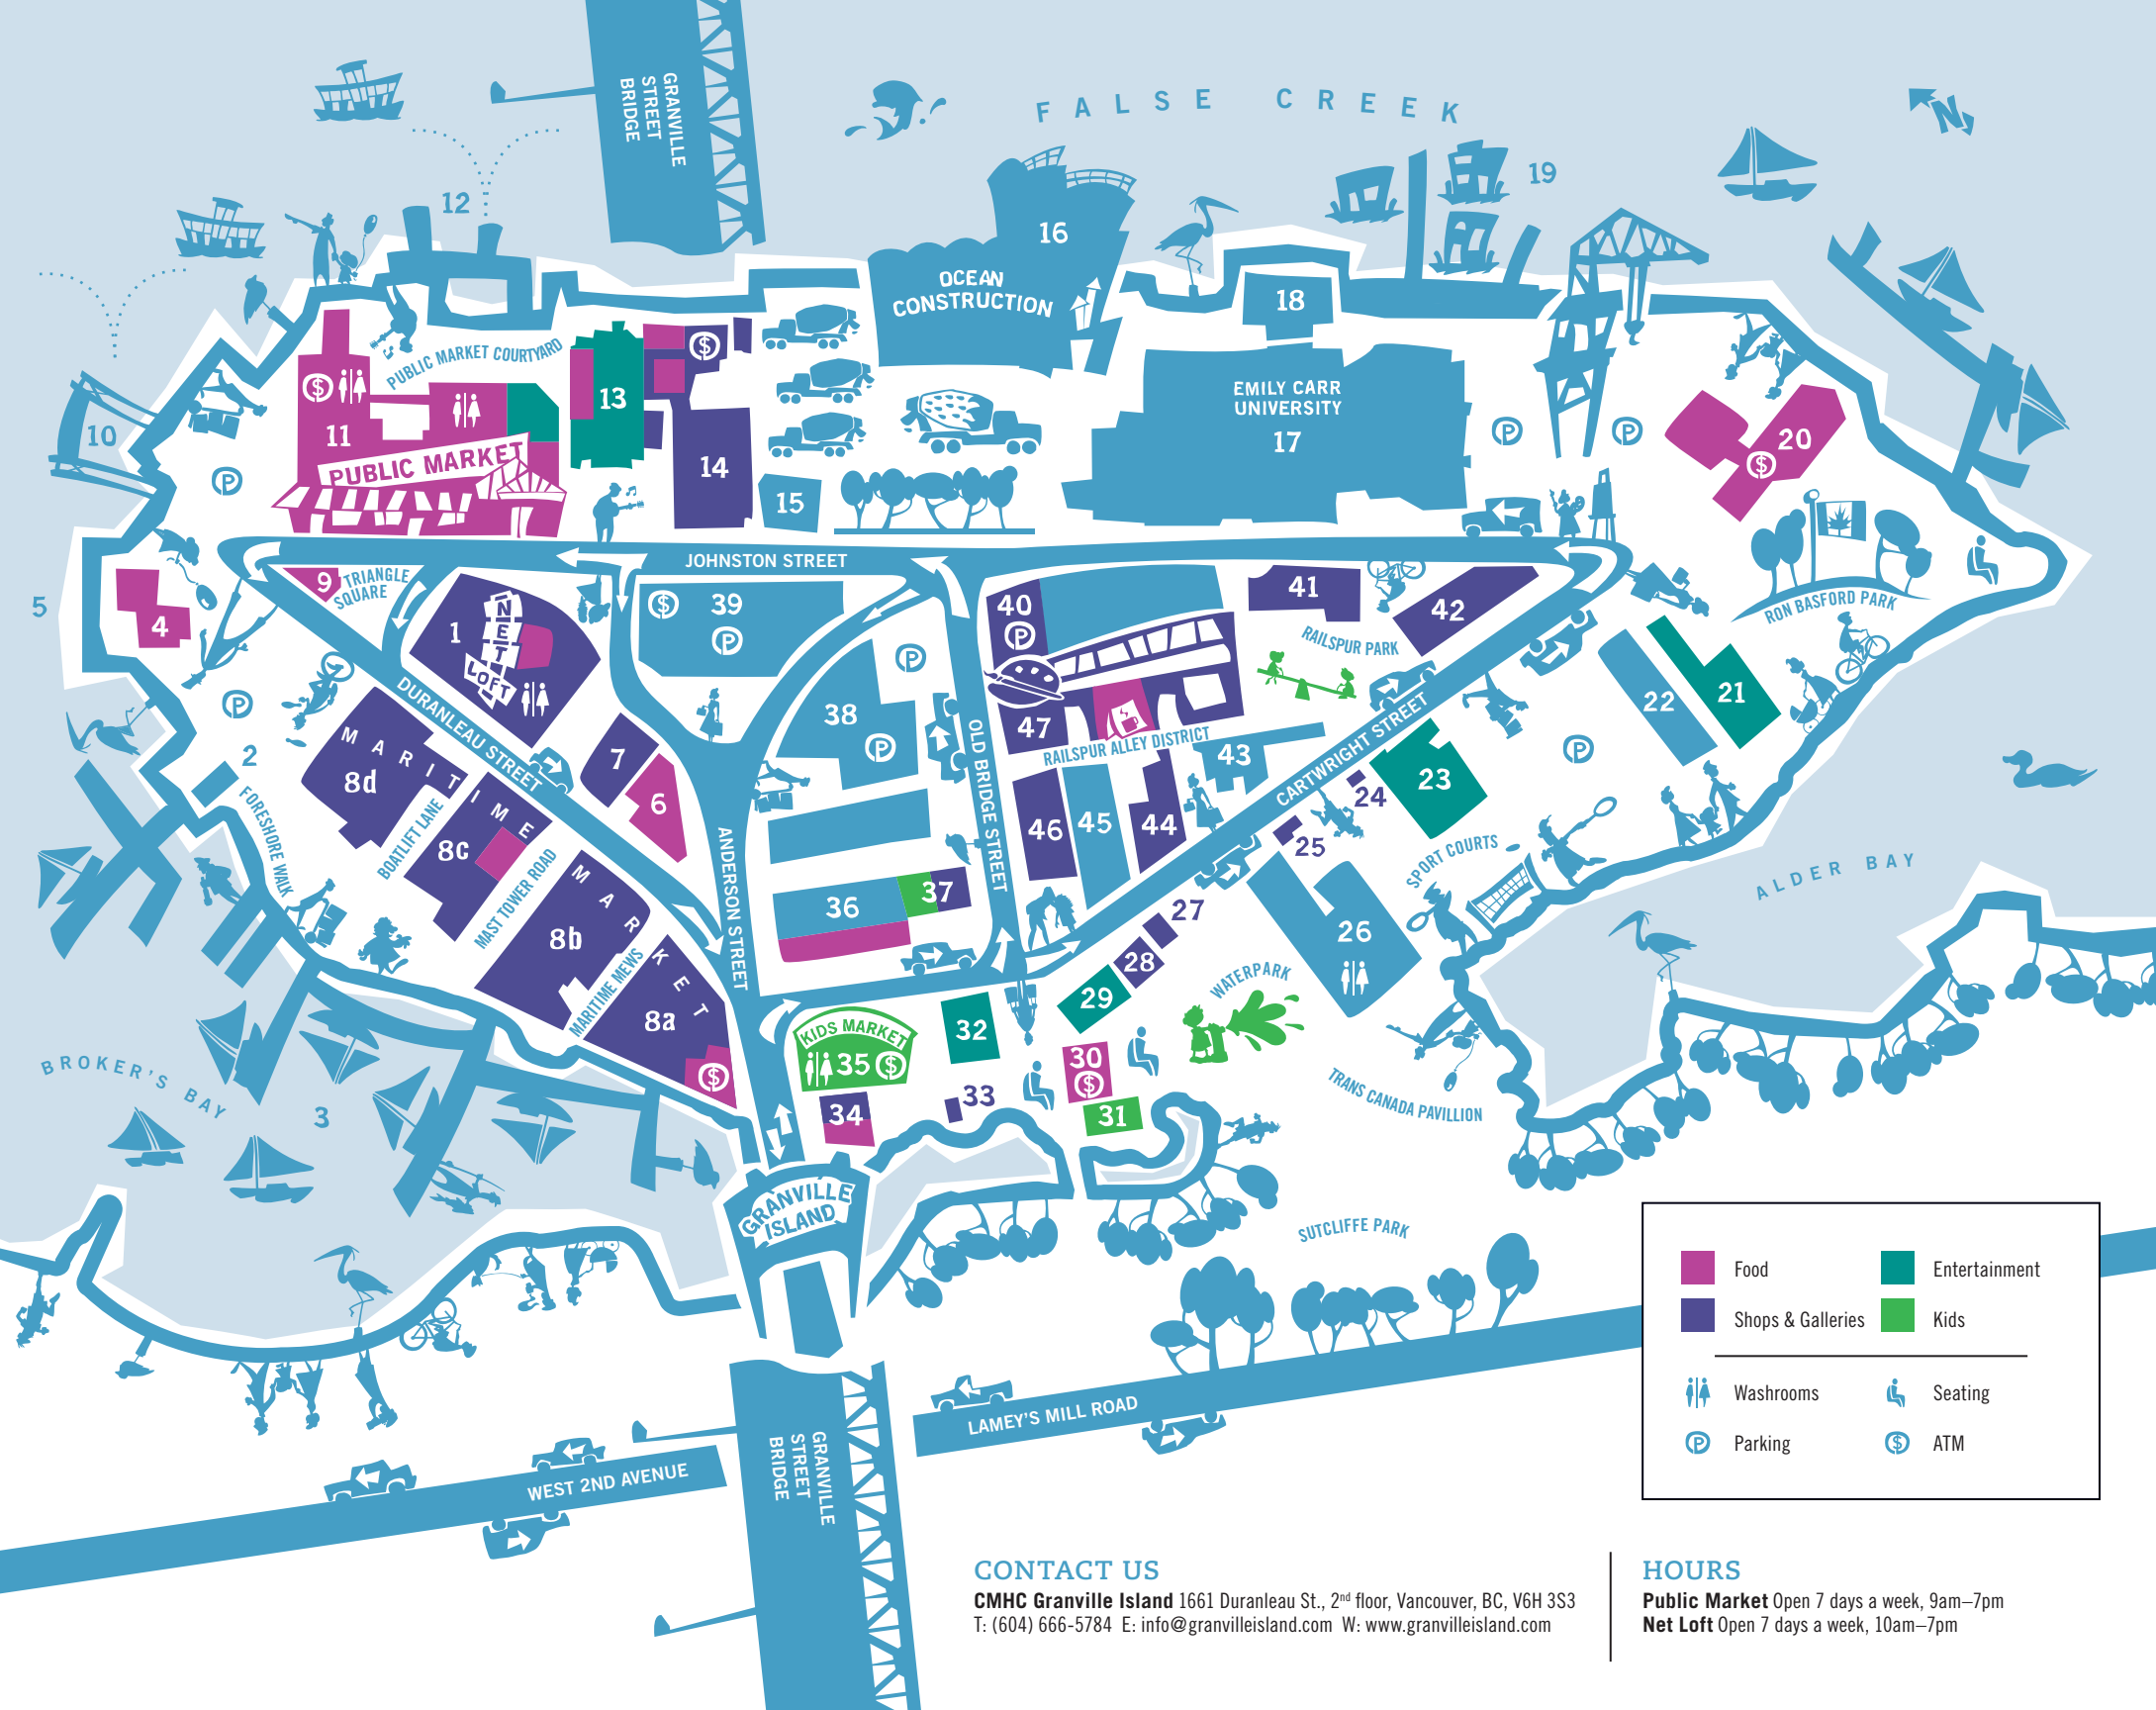 GRANVILLE
STREET
BRIDGE
FALSE CREEK
N
12
19
16
OCEAN
CONSTRUCTION
18
PUBLIC MARKET COURTYARD
$
11
PUBLIC MARKET
13
$
14
15
10
P
EMILY CARR
UNIVERSITY
17
P
P
20
$
JOHNSTON STREET
5
4
9
TRIANGLE
SQUARE
1
NET
LOFT
$
39
P
40
P
41
42
RAILSPUR PARK
RON BASFORD PARK
P
2
DURANLEAU STREET
7
6
38
P
P
OLD BRIDGE STREET
47
RAILSPUR ALLEY DISTRICT
43
CARTWRIGHT STREET
22
21
P
23
24
25
MARITIME
8d
FORESHORE WALK
BOATLIFT LANE
8c
MAST TOWER ROAD
ANDERSON STREET
46
45
44
SPORT COURTS
ALDER BAY
MARKET
8b
MARITIME MEWS
8a
$
36
37
27
28
29
26
WATERPARK
32
KIDS MARKET
35
$
30
$
31
33
34
BROKER'S BAY
3
TRANS CANADA PAVILLION
GRANVILLE
ISLAND
SUTCLIFFE PARK
Food
Entertainment
Shops & Galleries
Kids
Washrooms
Seating
P
Parking
$
ATM
LAMEY'S MILL ROAD
WEST 2ND AVENUE
GRANVILLE
STREET
BRIDGE
CONTACT US
CMHC Granville Island 1661 Duranleau St., 2nd floor, Vancouver, BC, V6H 3S3
T: (604) 666-5784 E: info@granvilleisland.com W: www.granvilleisland.com
HOURS
Public Market Open 7 days a week, 9am–7pm
Net Loft Open 7 days a week, 10am–7pm